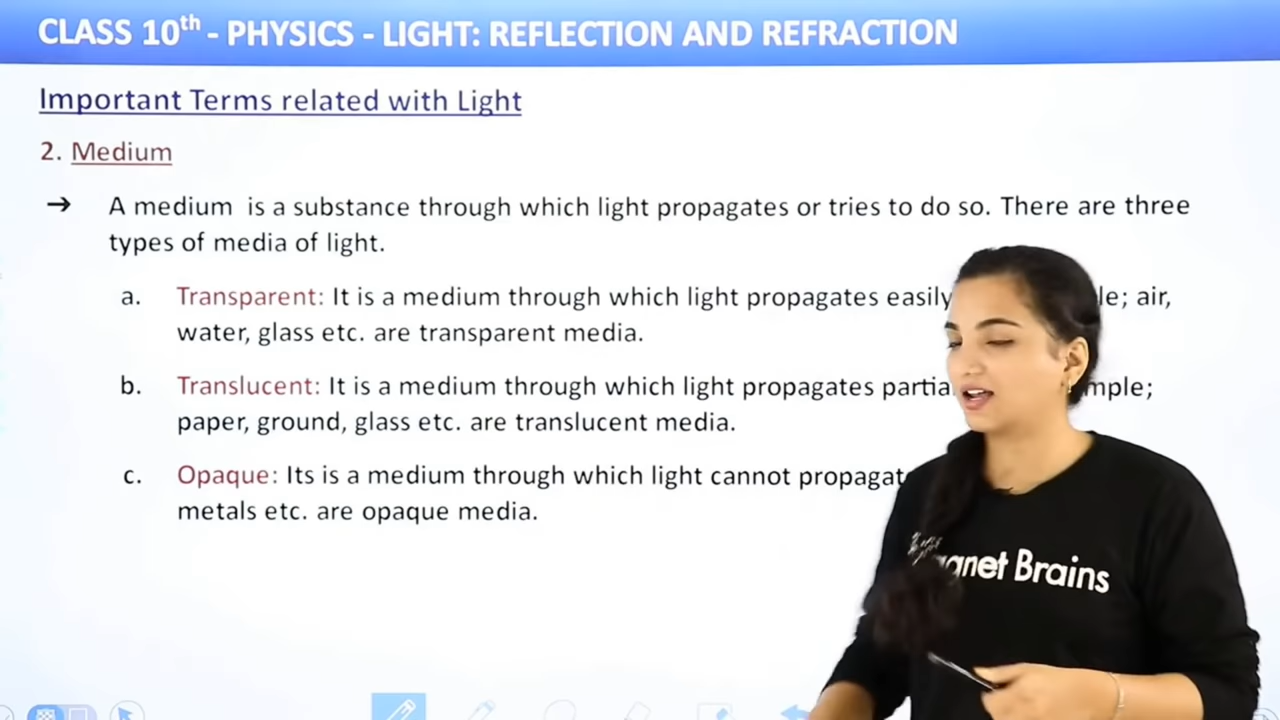 CLASS 10th - PHYSICS - LIGHT: REFLECTION AND REFRACTION
Important Terms related with Light
2. Medium
→ A medium is a substance through which light propagates or tries to do so. There are three
types of media of light.
a. Transparent: It is a medium through which light propagates easily le; air,
water, glass etc. are transparent media.
b. Translucent: It is a medium through which light propagates partia mple;
paper, ground, glass etc. are translucent media.
c. Opaque: Its is a medium through which light cannot propagat
metals etc. are opaque media.
gnet Brains